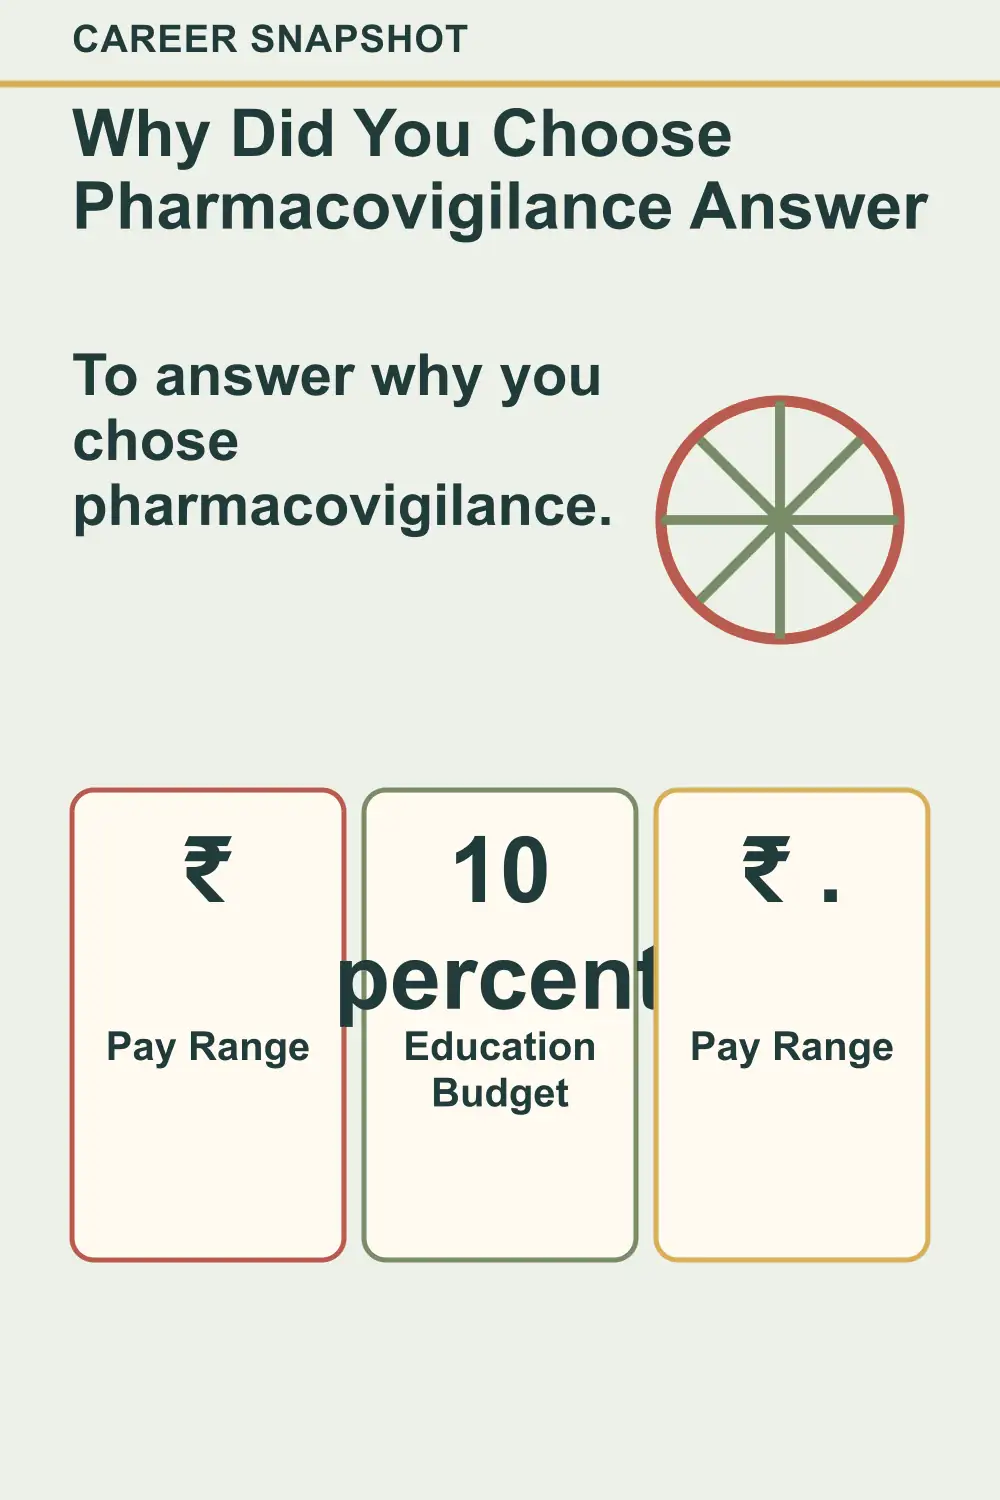 CAREER SNAPSHOT
Why Did You Choose
Pharmacovigilance Answer
To answer why you
chose
pharmacovigilance.
₹
Pay Range
10
percent
Education
Budget
₹ .
Pay Range